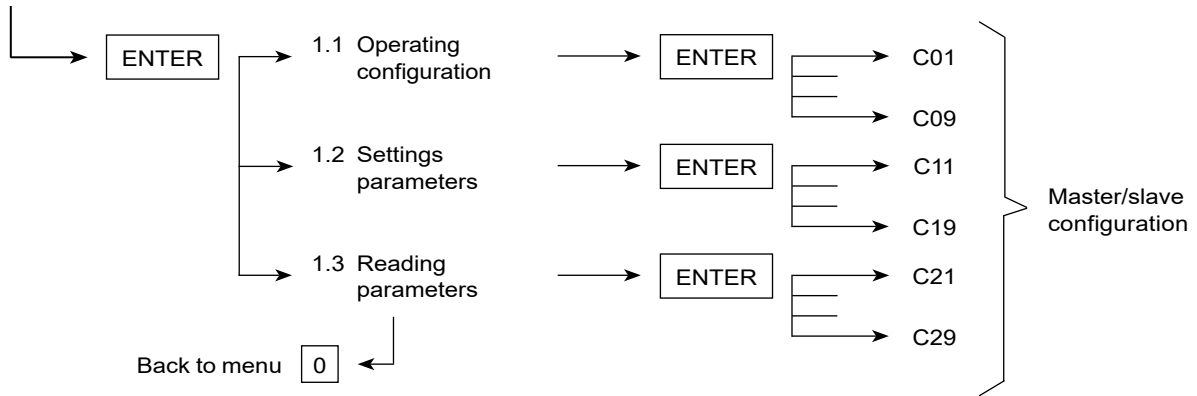 ENTER
1.1 Operating
configuration
ENTER
C01
C09
1.2 Settings
parameters
ENTER
C11
C19
Master/slave
configuration
1.3 Reading
parameters
ENTER
C21
C29
Back to menu 0